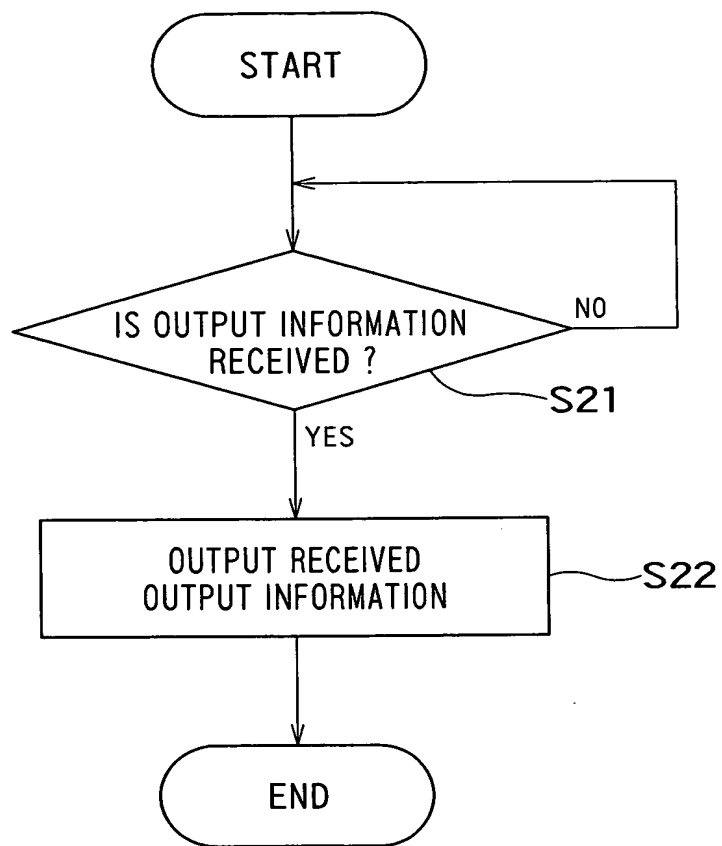 START
IS OUTPUT INFORMATION
RECEIVED ?
NO
S21
YES
OUTPUT RECEIVED
OUTPUT INFORMATION
S22
END